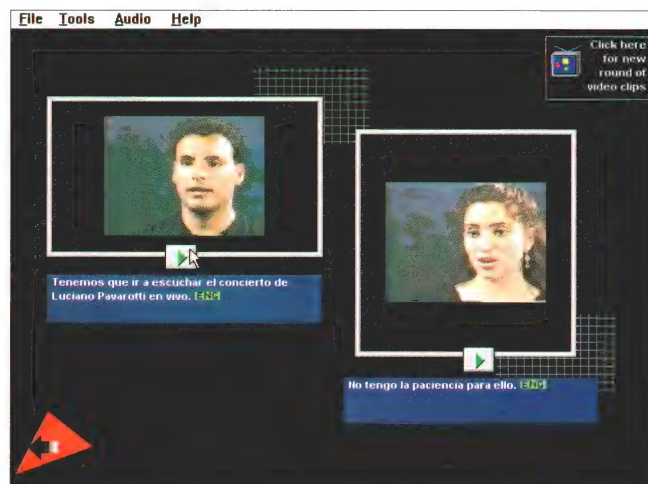 File Tools Audio Help
Click here
for new
round of
video clips
Tenemos que ir a escuchar el concierto de
Luciano Pavarotti en vivo. ENG
No tengo la paciencia para ello. ENG